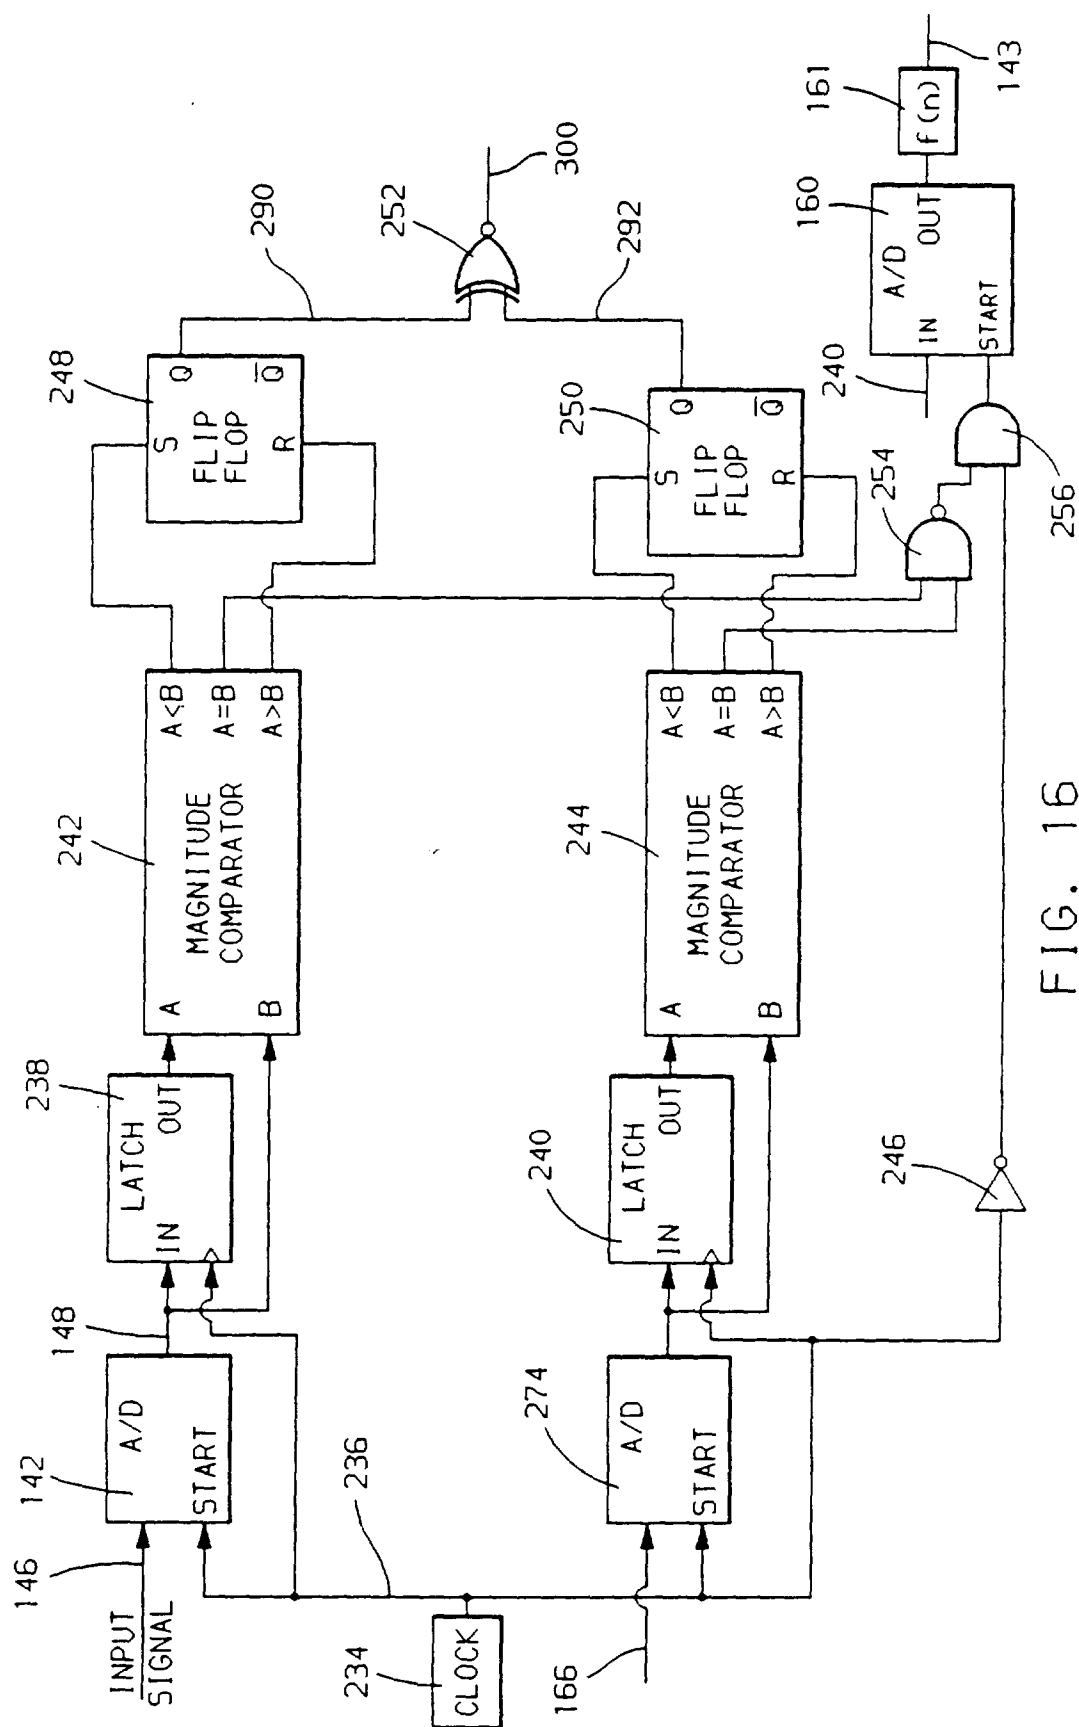 INPUT
SIGNAL
146
142
A/D
START
148
238
LATCH
IN
OUT
242
A
B
MAGNITUDE
COMPARATOR
A<B
A=B
A>B
248
S
FLIP
FLOP
R
Q
Q̅
290
252
300
292
234
CLOCK
236
166
274
A/D
START
240
LATCH
IN
OUT
244
A
B
MAGNITUDE
COMPARATOR
A<B
A=B
A>B
250
S
FLIP
FLOP
R
Q
Q̅
246
254
256
240
160
A/D
IN
OUT
START
161
f(n)
143
FIG. 16